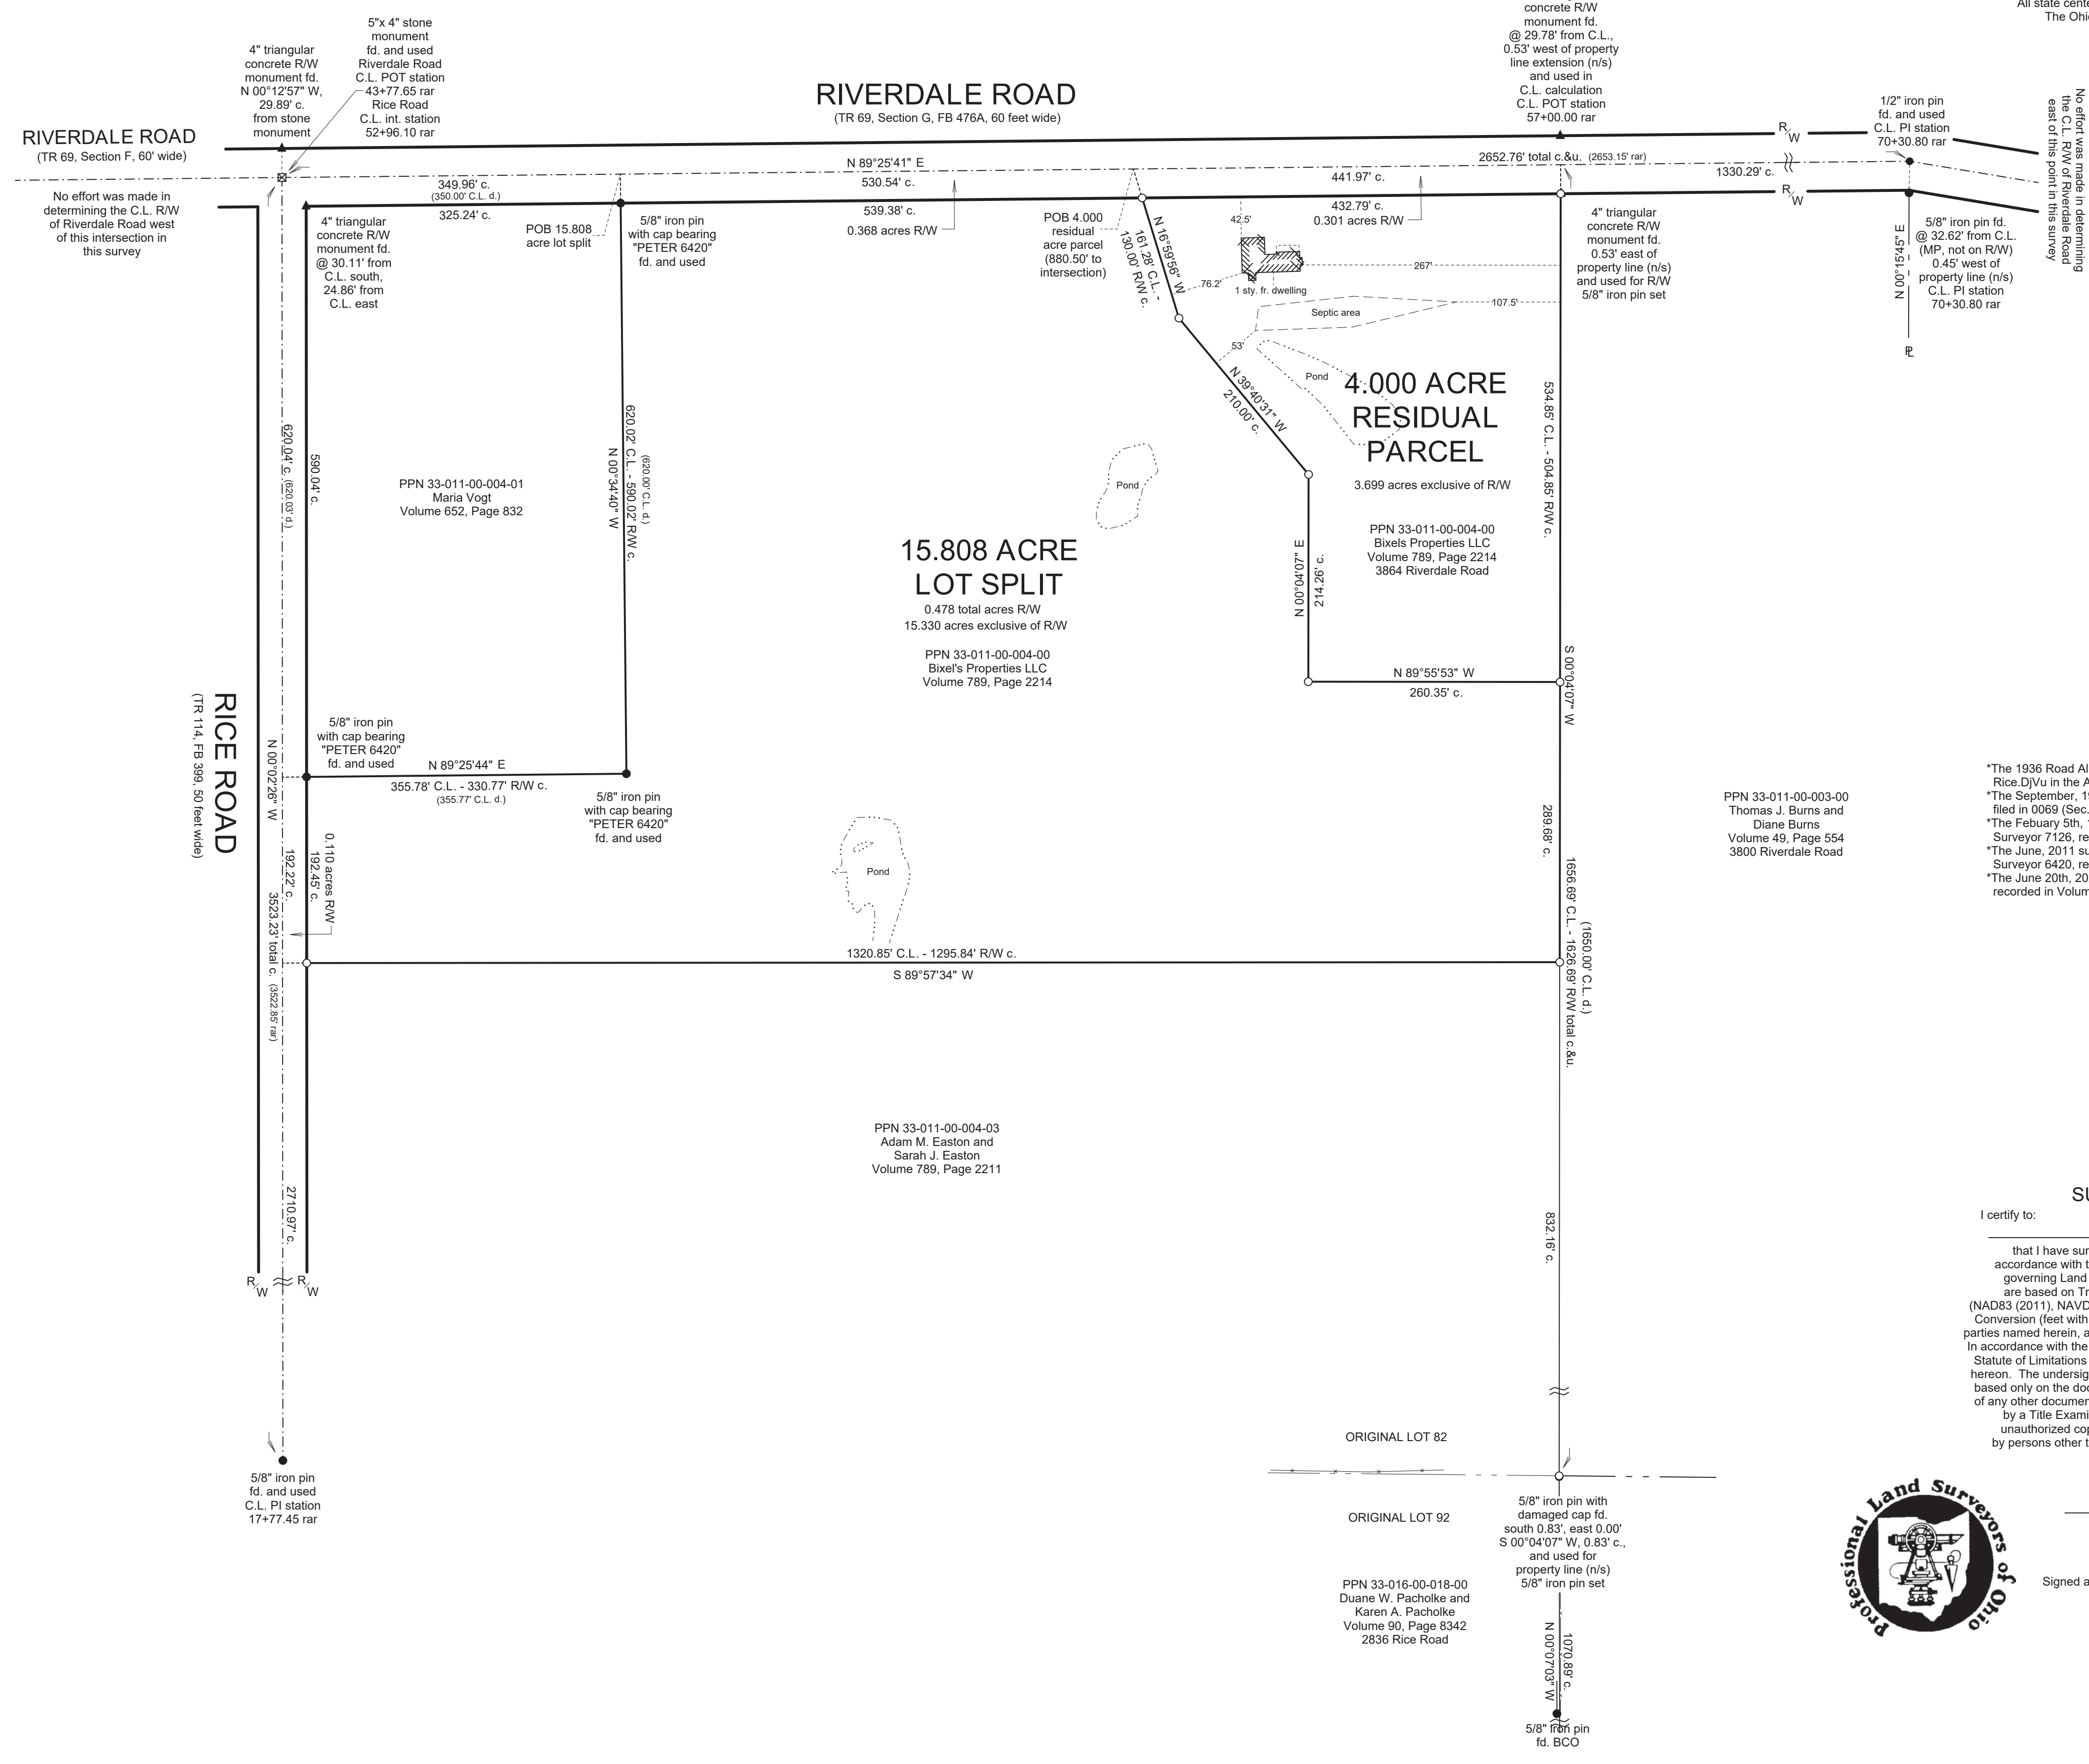 5"x 4" stone
monument
fd. and used
Riverdale Road
C.L. POT station
43+77.65 rar
Rice Road
C.L. int. station
52+96.10 rar
4" triangular
concrete R/W
monument fd.
N 00°12'57" W,
29.89' c.
from stone
monument
RIVERDALE ROAD
(TR 69, Section F, 60' wide)
No effort was made in
determining the C.L. R/W
of Riverdale Road west
of this intersection in
this survey
RIVERDALE ROAD
(TR 69, Section G, FB 476A, 60 feet wide)
concrete R/W
monument fd.
@ 29.78' from C.L.,
0.53' west of property
line extension (n/s)
and used in
C.L. calculation
C.L. POT station
57+00.00 rar
All state cente
The Ohi
1/2" iron pin
fd. and used
C.L. PI station
70+30.80 rar
No effort was made in determining
the C.L. R/W of Riverdale Road
east of this point in this survey
R/W
R/W
N 89°25'41" E
2652.76' total c.&u. (2653.15' rar)
1330.29' c.
349.96' c.
(350.00' C.L. d.)
325.24' c.
530.54' c.
539.38' c.
0.368 acres R/W
441.97' c.
432.79' c.
0.301 acres R/W
4" triangular
concrete R/W
monument fd.
@ 30.11' from
C.L. south,
24.86' from
C.L. east
POB 15.808
acre lot split
5/8" iron pin
with cap bearing
"PETER 6420"
fd. and used
POB 4.000
residual
acre parcel
(880.50' to
intersection)
N 16°59'56" W
161.28' C.L. -
130.00' R/W c.
42.5'
76.2'
267'
1 sty. fr. dwelling
107.5'
Septic area
53'
Pond
4" triangular
concrete R/W
monument fd.
0.53' east of
property line (n/s)
and used for R/W
5/8" iron pin set
N 00°15'45" E
PL
5/8" iron pin fd.
@ 32.62' from C.L.
(MP, not on R/W)
0.45' west of
property line (n/s)
C.L. PI station
70+30.80 rar
N 39°40'31" W
210.00' c.
4.000 ACRE
RESIDUAL
PARCEL
3.699 acres exclusive of R/W
PPN 33-011-00-004-00
Bixels Properties LLC
Volume 789, Page 2214
3864 Riverdale Road
534.85' C.L. - 504.85' R/W c.
620.04' c. (620.03' d.)
590.04' c.
PPN 33-011-00-004-01
Maria Vogt
Volume 652, Page 832
(620.00' C.L. d.)
620.02' C.L. - 590.02' R/W c.
N 00°34'40" W
Pond
15.808 ACRE
LOT SPLIT
0.478 total acres R/W
15.330 acres exclusive of R/W
PPN 33-011-00-004-00
Bixel's Properties LLC
Volume 789, Page 2214
N 00°04'07" E
214.26' c.
N 89°55'53" W
260.35' c.
S 00°04'07" W
RICE ROAD
(TR 114, FB 399, 50 feet wide)
N 00°02'26" W
5/8" iron pin
with cap bearing
"PETER 6420"
fd. and used
N 89°25'44" E
355.78' C.L. - 330.77' R/W c.
(355.77' C.L. d.)
5/8" iron pin
with cap bearing
"PETER 6420"
fd. and used
Pond
0.110 acres R/W
192.45' c.
192.22' c.
3523.23' total c. (3522.85' rar)
1320.85' C.L. - 1295.84' R/W c.
S 89°57'34" W
289.68' c.
(1650.00' C.L. d.)
1656.69' C.L. - 1626.69' R/W total c.&u.
PPN 33-011-00-003-00
Thomas J. Burns and
Diane Burns
Volume 49, Page 554
3800 Riverdale Road
*The 1936 Road Al
Rice.DjVu in the A
*The September, 19
filed in 0069 (Sec.
*The Febuary 5th, 
Surveyor 7126, re
*The June, 2011 su
Surveyor 6420, re
*The June 20th, 20
recorded in Volum
PPN 33-011-00-004-03
Adam M. Easton and
Sarah J. Easton
Volume 789, Page 2211
2710.97' c.
832.16' c.
R/W
R/W
5/8" iron pin
fd. and used
C.L. PI station
17+77.45 rar
ORIGINAL LOT 82
ORIGINAL LOT 92
5/8" iron pin with
damaged cap fd.
south 0.83', east 0.00'
S 00°04'07" W, 0.83' c.,
and used for
property line (n/s)
5/8" iron pin set
PPN 33-016-00-018-00
Duane W. Pacholke and
Karen A. Pacholke
Volume 90, Page 8342
2836 Rice Road
1070.89' c.
N 00°07'03" W
5/8" iron pin
fd. BCO
SU
I certify to:
that I have sur
accordance with t
governing Land
are based on Tr
(NAD83 (2011), NAVD
Conversion (feet with
parties named herein, a
In accordance with the
Statute of Limitations
hereon. The undersig
based only on the doc
of any other documen
by a Title Exami
unauthorized cop
by persons other t
Professional Land Surveyors of Ohio
Signed a